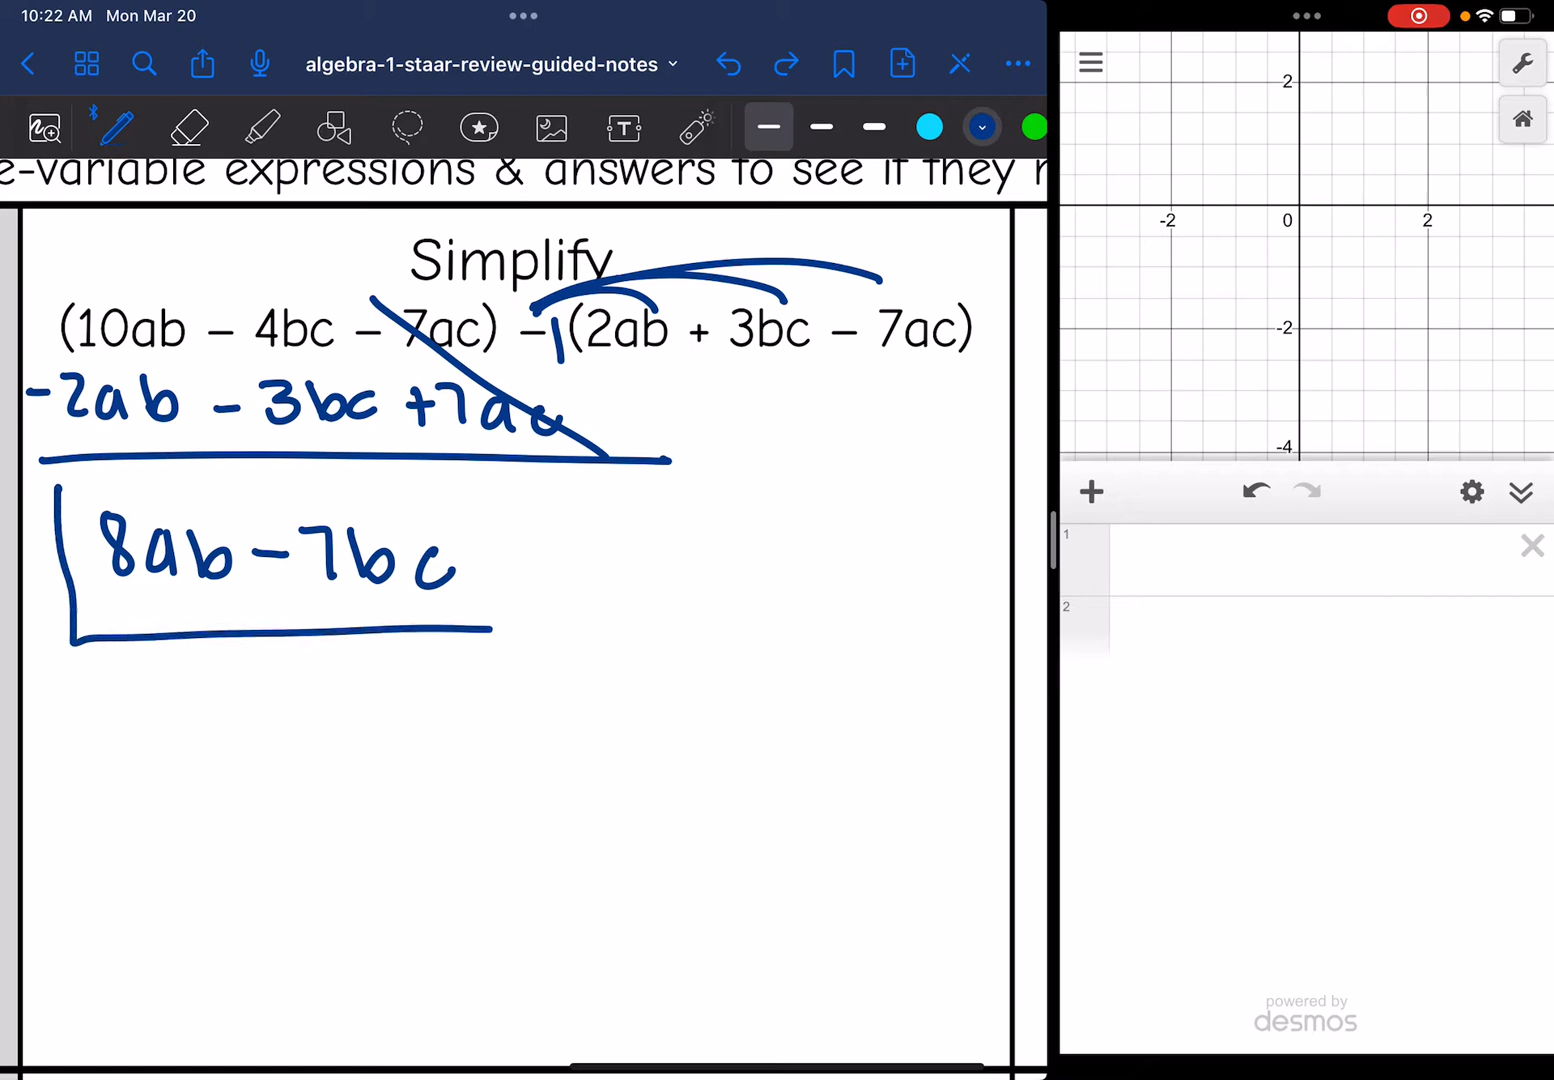 10:22 AM Mon Mar 20
algebra-1-staar-review-guided-notes
e-variable expressions & answers to see if they
Simplify
(10ab – 4bc – 7ac) –1(2ab + 3bc – 7ac)
-2ab - 3bc +7ac
8ab - 7bc
2
-2 0 2
-2
-4
1
2
powered by
desmos